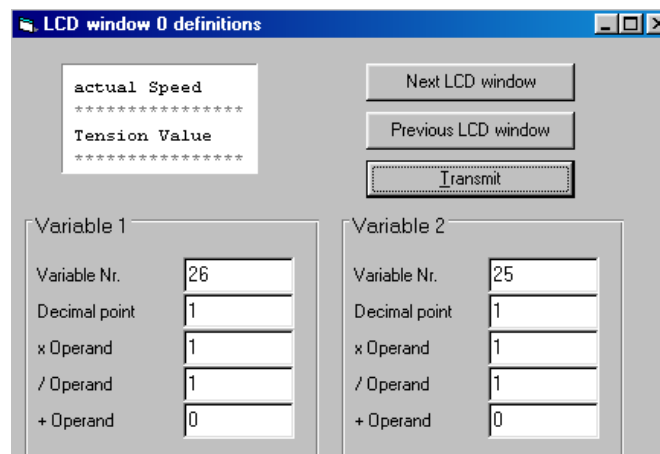 LCD window 0 definitions
actual Speed
****************
Tension Value
****************
Next LCD window
Previous LCD window
Transmit
Variable 1
Variable Nr. 26
Decimal point 1
x Operand 1
/ Operand 1
+ Operand 0
Variable 2
Variable Nr. 25
Decimal point 1
x Operand 1
/ Operand 1
+ Operand 0